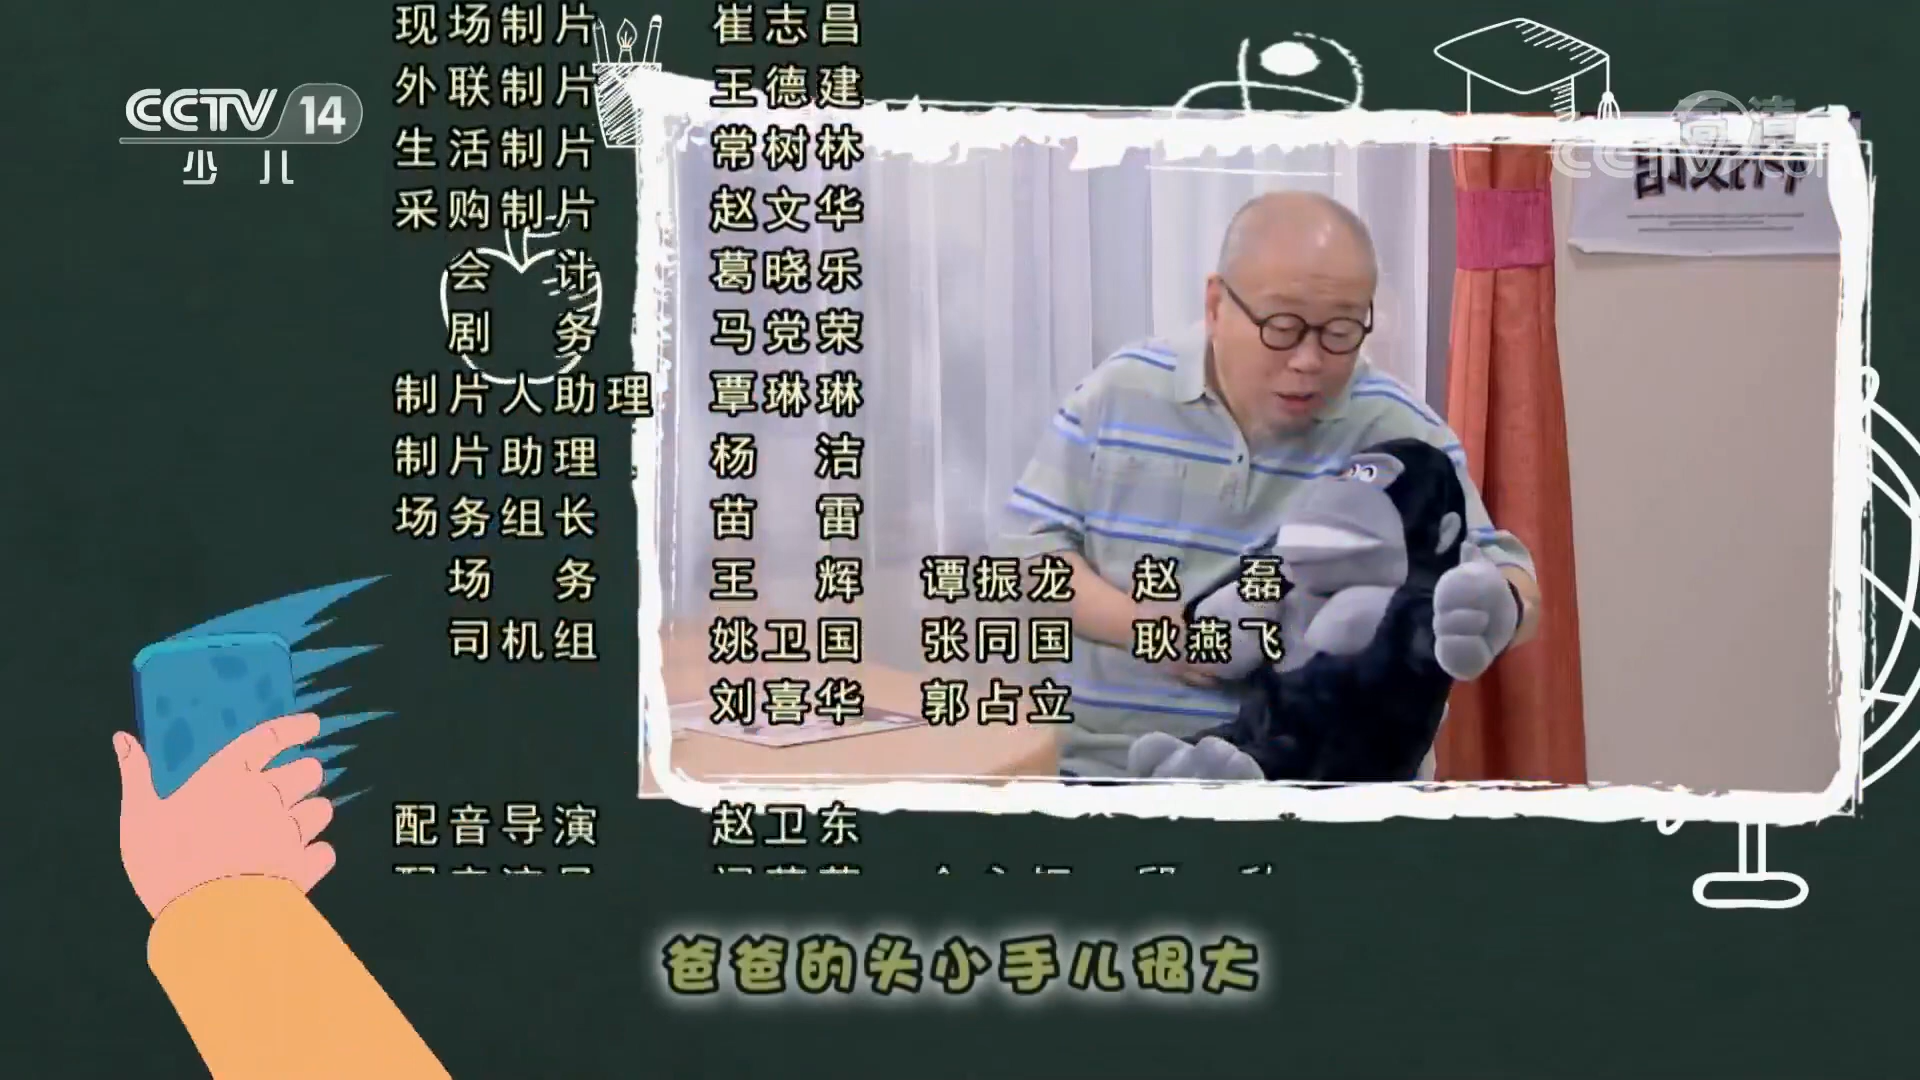 现场制片 崔志昌
外联制片 王德建
生活制片 常树林
采购制片 赵文华
会计 葛晓乐
剧务 马党荣
制片人助理 覃琳琳
制片助理 杨洁
场务组长 苗雷
场务 王辉 谭振龙 赵磊
司机组 姚卫国 张同国 耿燕飞
刘喜华 郭占立
配音导演 赵卫东
CCTV 14
少儿
高清
CCTV.com
爸爸的头小手儿很大